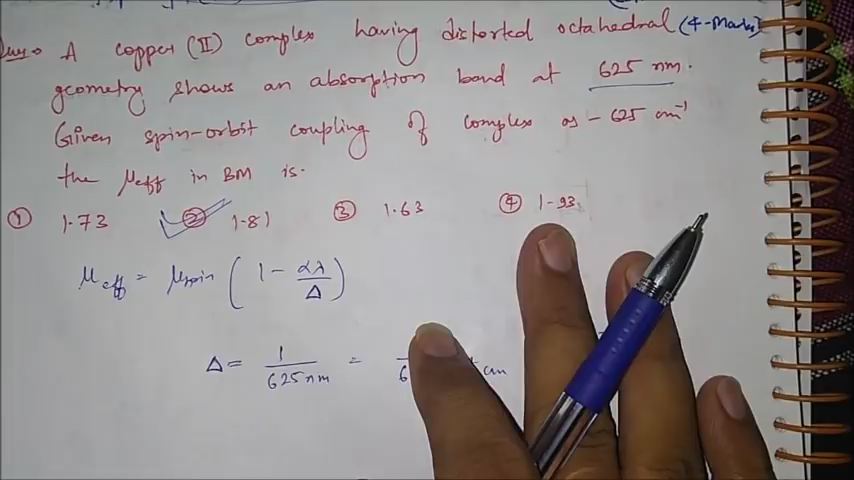 Ques A copper (II) complex having distorted octahedral (4-Marks)
geometry shows an absorption band at 625 nm.
Given spin-orbit coupling of complex as - 625 cm⁻¹
the μeff in BM is.
① 1.73 ② 1.81 ③ 1.63 ④ 1-93
μeff = μspin ( 1 - αλ/Δ )
Δ = 1/625 nm = 6 cm